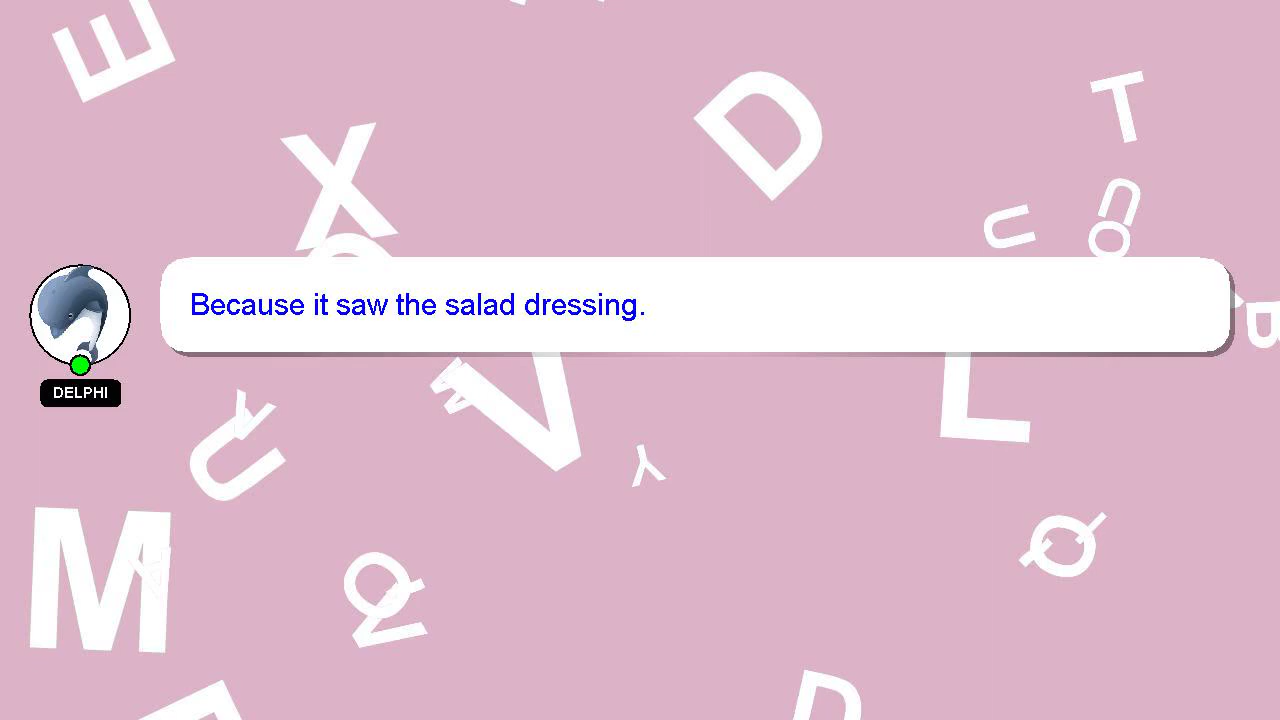 E
X
D
T
U
U
O
Because it saw the salad dressing.
DELPHI
B
V
L
Y
U
Y
M
Q
Z
D